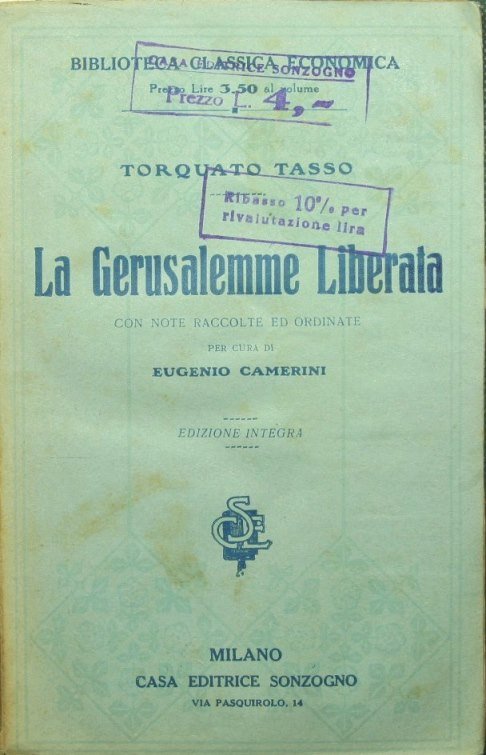 BIBLIOTECA CLASSICA ECONOMICA
CASA EDITRICE SONZOGNO
Prezzo Lire 3.50 al volume
Prezzo L. 4,-
TORQUATO TASSO
Ribasso 10% per
rivalutazione lira
La Gerusalemme Liberata
CON NOTE RACCOLTE ED ORDINATE
PER CURA DI
EUGENIO CAMERINI
EDIZIONE INTEGRA
CSE
MILANO
CASA EDITRICE SONZOGNO
VIA PASQUIROLO, 14